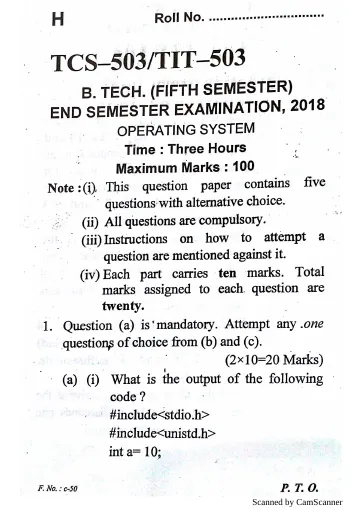 H Roll No. ................................
TCS–503/TIT–503
B. TECH. (FIFTH SEMESTER)
END SEMESTER EXAMINATION, 2018
OPERATING SYSTEM
Time : Three Hours
Maximum Marks : 100
Note :(i) This question paper contains five
questions with alternative choice.
(ii) All questions are compulsory.
(iii) Instructions on how to attempt a
question are mentioned against it.
(iv) Each part carries ten marks. Total
marks assigned to each question are
twenty.
1. Question (a) is mandatory. Attempt any one
questions of choice from (b) and (c).
(2×10=20 Marks)
(a) (i) What is the output of the following
code ?
#include<stdio.h>
#include<unistd.h>
int a= 10;
F. No. : c-50 P. T. O.
Scanned by CamScanner